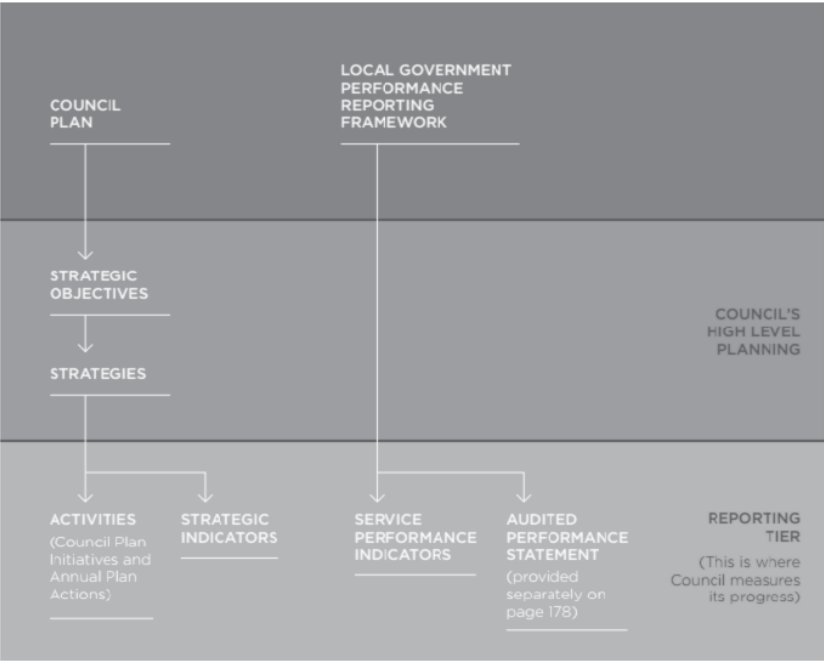 COUNCIL
PLAN
LOCAL GOVERNMENT
PERFORMANCE
REPORTING
FRAMEWORK
STRATEGIC
OBJECTIVES
STRATEGIES
COUNCIL'S
HIGH LEVEL
PLANNING
ACTIVITIES
(Council Plan
Initiatives and
Annual Plan
Actions)
STRATEGIC
INDICATORS
SERVICE
PERFORMANCE
INDICATORS
AUDITED
PERFORMANCE
STATEMENT
(provided
separately on
page 178)
REPORTING
TIER
(This is where
Council measures
its progress)